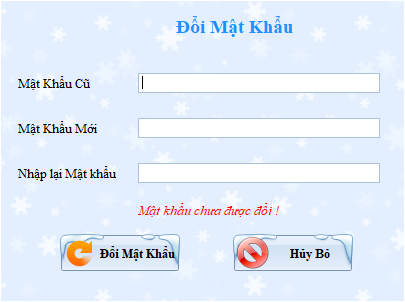 Đổi Mật Khẩu
Mật Khẩu Cũ
Mật Khẩu Mới
Nhập lại Mật khẩu
Mật khẩu chưa được đổi !
Đổi Mật Khẩu
Hủy Bỏ